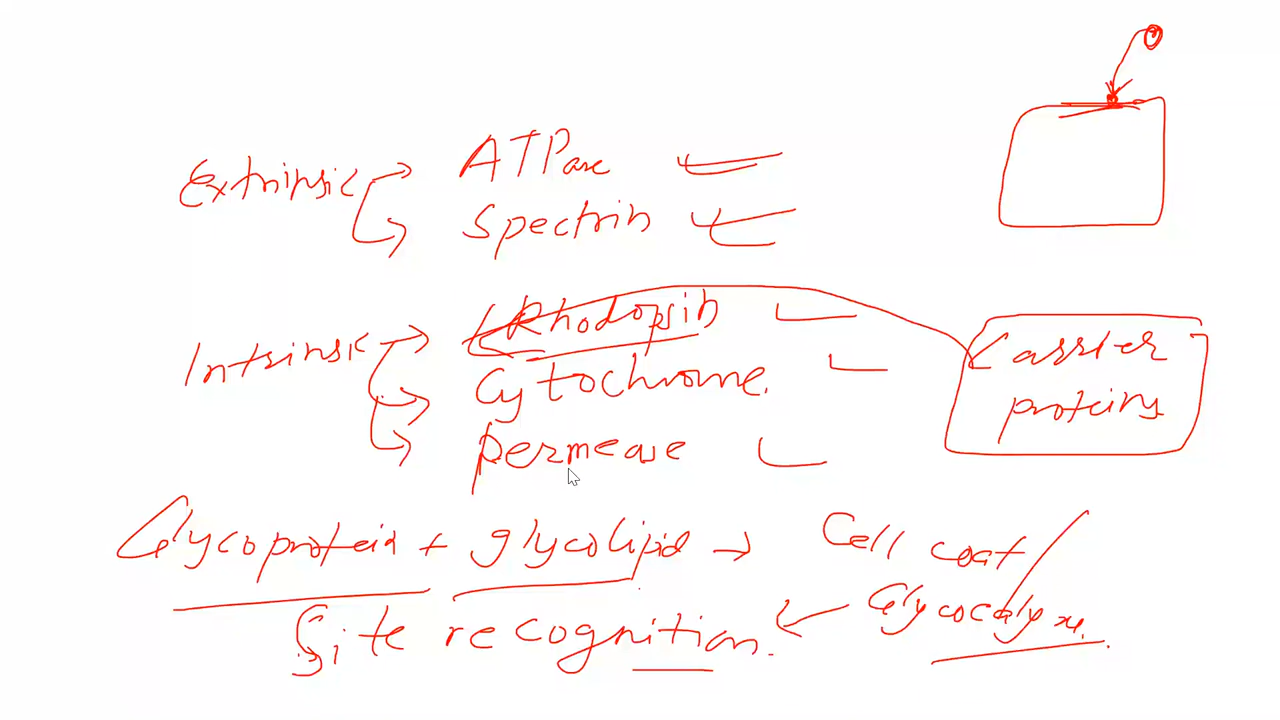 Extrinsic
ATPase
Spectrin
Intrinsic
Rhodopsin
Cytochrome.
Permease
Carrier
proteins
Glycoprotein + glycolipid → Cell coat/
Glycocalyx.
Site recognition.